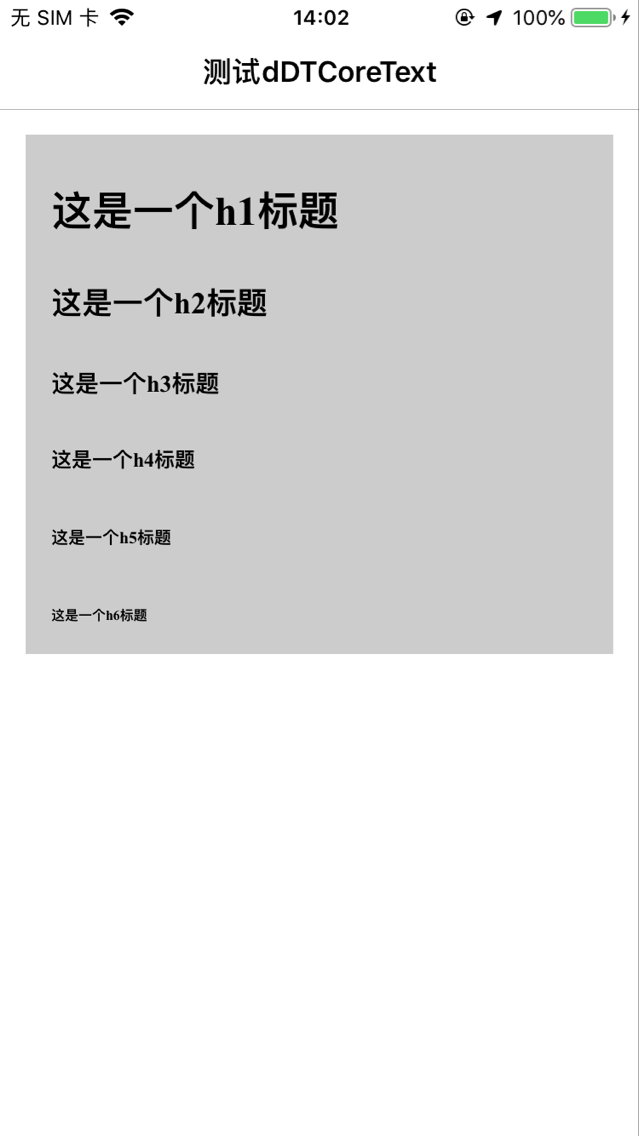 无 SIM 卡 14:02 100%
测试dDTCoreText
这是一个h1标题
这是一个h2标题
这是一个h3标题
这是一个h4标题
这是一个h5标题
这是一个h6标题